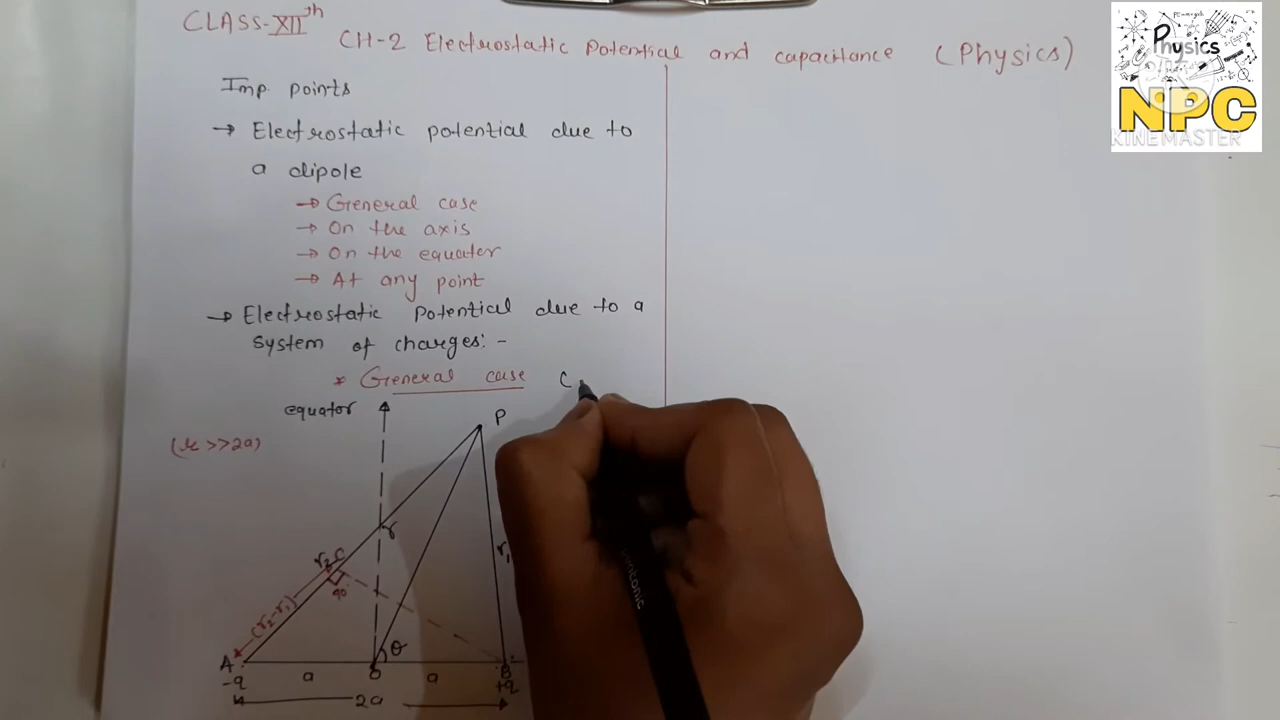 CLASS-XIIth
CH-2 Electrostatic Potential and capacitance (Physics)
Physics
NPC
KINEMASTER
Imp. points
→ Electrostatic potential due to
a dipole
→ General case
→ On the axis
→ On the equator
→ At any point
→ Electrostatic Potential due to a
System of charges: -
* General case C
equator
P
(r >> 2a)
r
r1
r2 C
90
(r2-r1)
θ
A
O
B
-q
a
a
+q
2a
pentonic